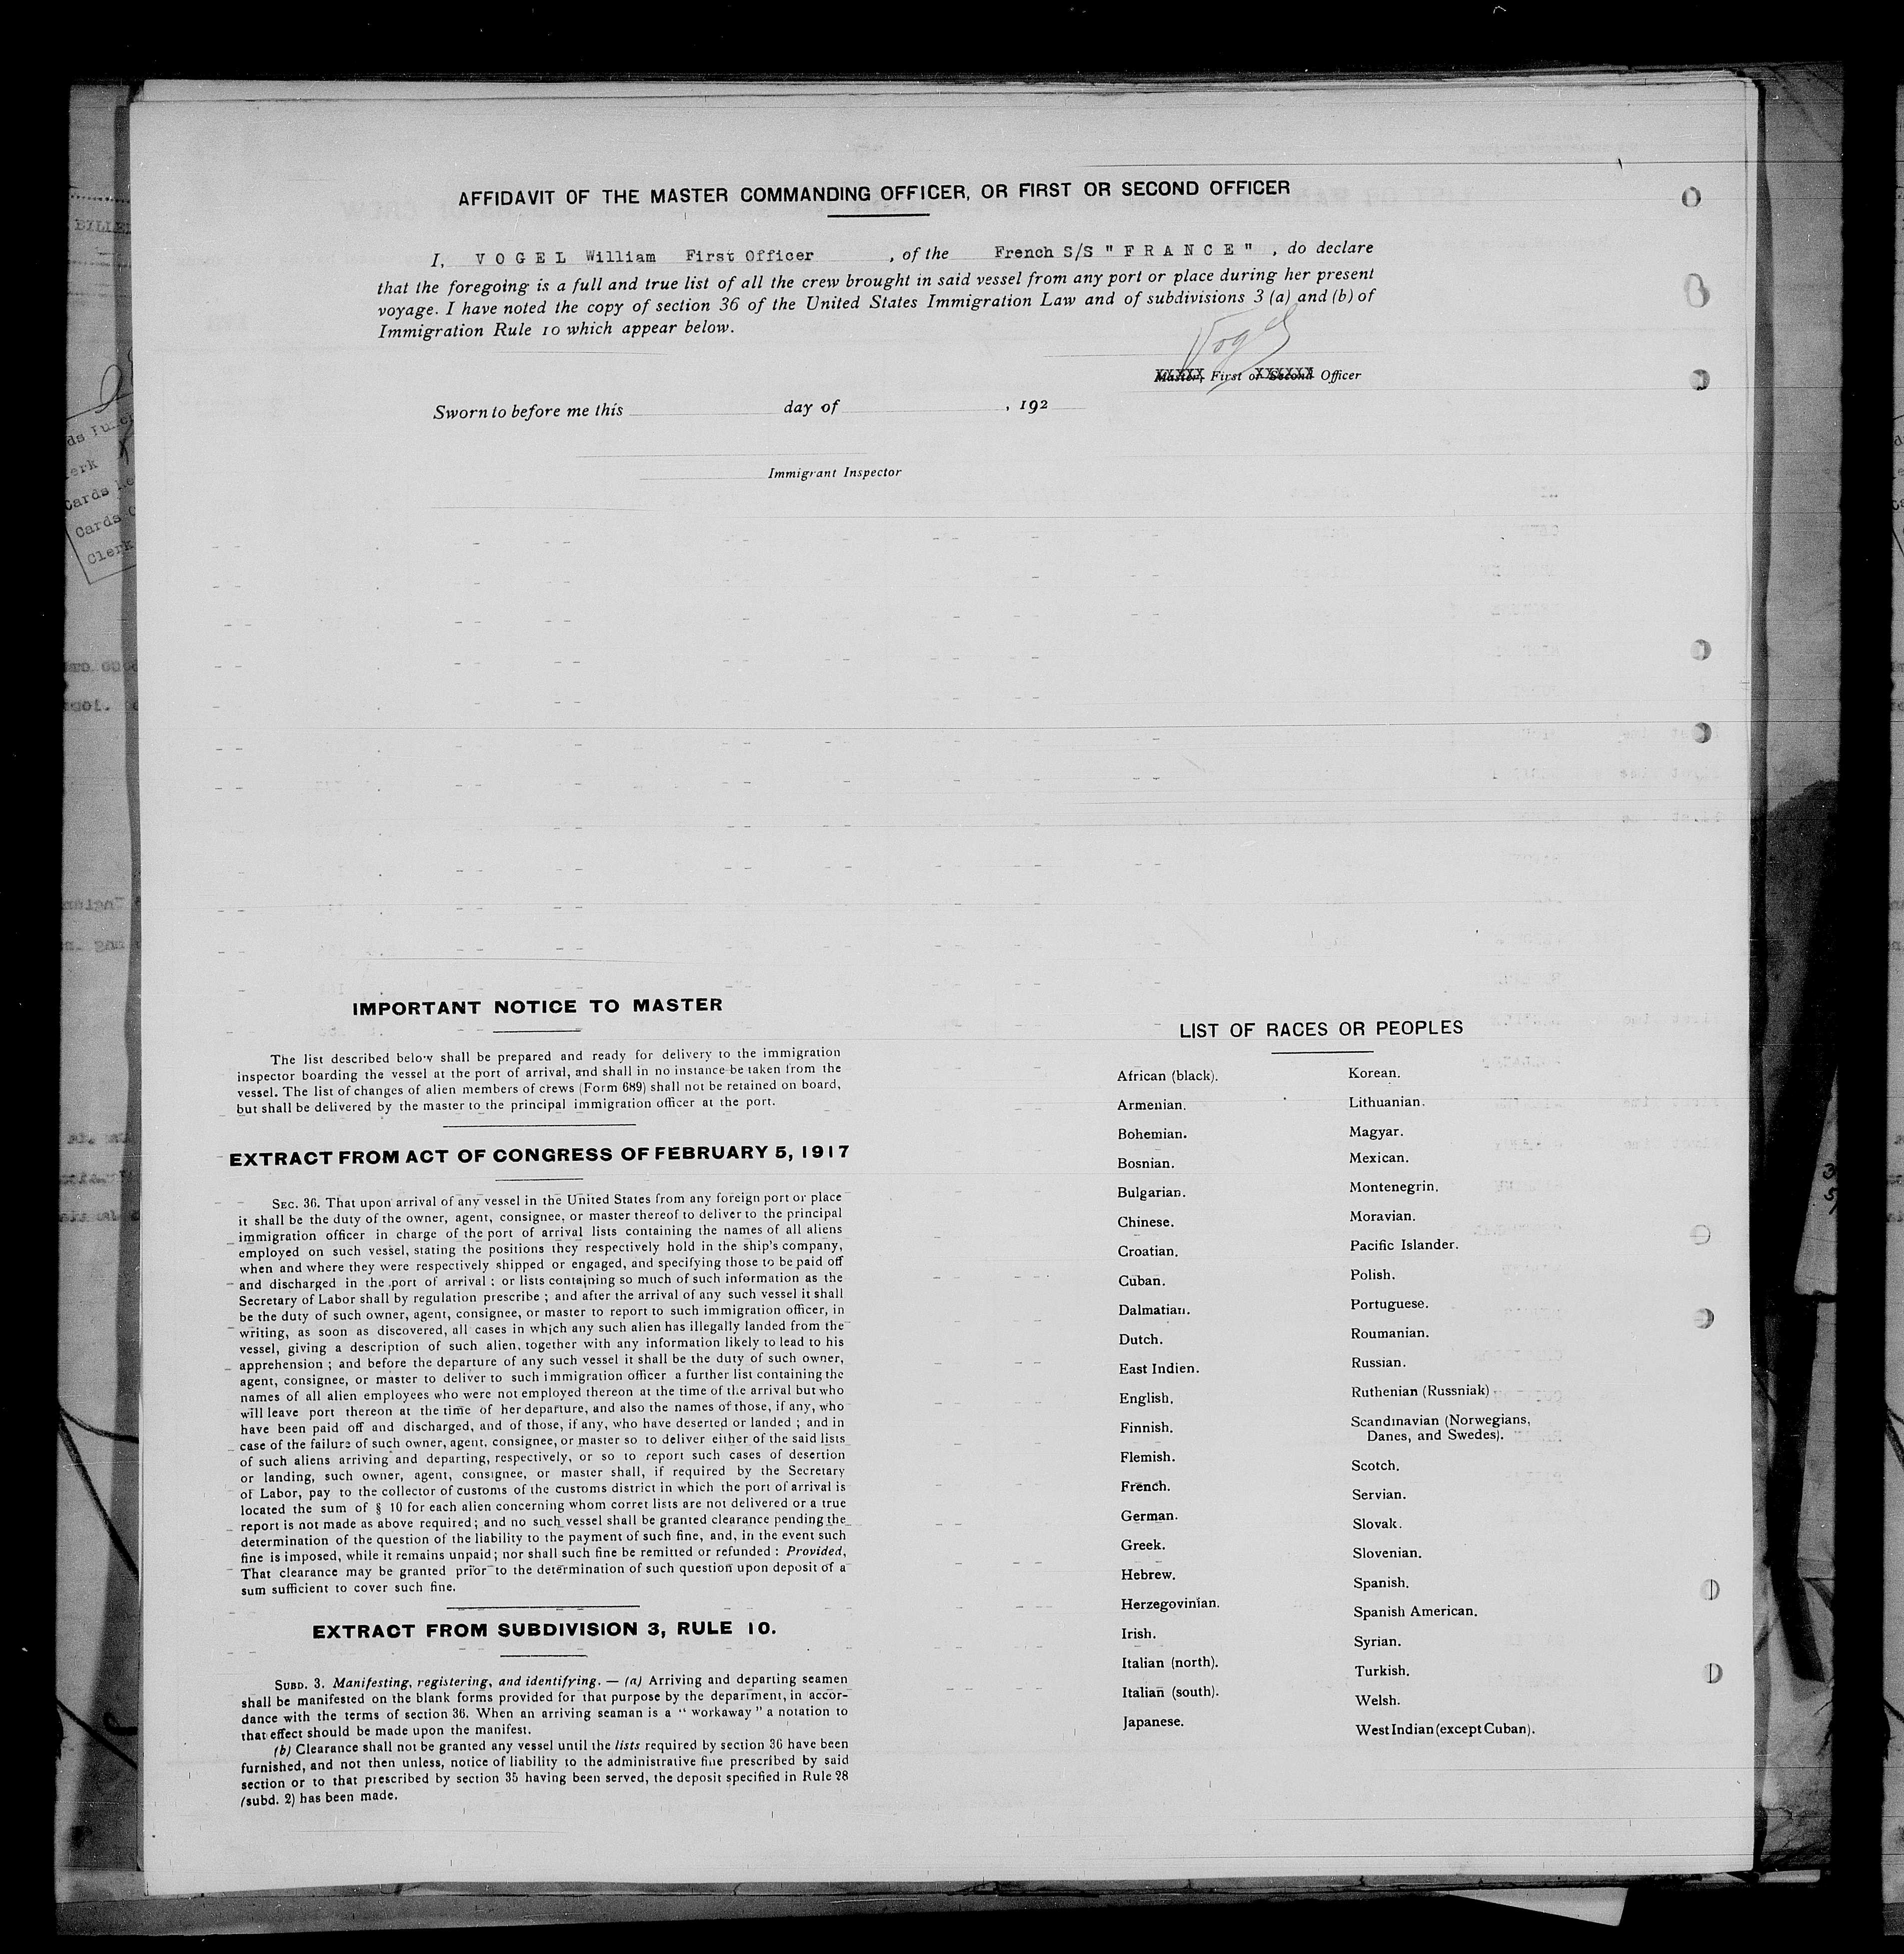 AFFIDAVIT OF THE MASTER COMMANDING OFFICER, OR FIRST OR SECOND OFFICER
I, VOGEL William First Officer , of the French S/S " FRANCE " , do declare
that the foregoing is a full and true list of all the crew brought in said vessel from any port or place during her present
voyage. I have noted the copy of section 36 of the United States Immigration Law and of subdivisions 3 (a) and (b) of
Immigration Rule 10 which appear below.
Vogel
Master, First or Second Officer
Sworn to before me this day of , 192
Immigrant Inspector
IMPORTANT NOTICE TO MASTER
The list described below shall be prepared and ready for delivery to the immigration
inspector boarding the vessel at the port of arrival, and shall in no instance be taken from the
vessel. The list of changes of alien members of crews (Form 689) shall not be retained on board,
but shall be delivered by the master to the principal immigration officer at the port.
EXTRACT FROM ACT OF CONGRESS OF FEBRUARY 5, 1917
SEC. 36. That upon arrival of any vessel in the United States from any foreign port or place
it shall be the duty of the owner, agent, consignee, or master thereof to deliver to the principal
immigration officer in charge of the port of arrival lists containing the names of all aliens
employed on such vessel, stating the positions they respectively hold in the ship's company,
when and where they were respectively shipped or engaged, and specifying those to be paid off
and discharged in the port of arrival ; or lists containing so much of such information as the
Secretary of Labor shall by regulation prescribe ; and after the arrival of any such vessel it shall
be the duty of such owner, agent, consignee, or master to report to such immigration officer, in
writing, as soon as discovered, all cases in which any such alien has illegally landed from the
vessel, giving a description of such alien, together with any information likely to lead to his
apprehension ; and before the departure of any such vessel it shall be the duty of such owner,
agent, consignee, or master to deliver to such immigration officer a further list containing the
names of all alien employees who were not employed thereon at the time of the arrival but who
will leave port thereon at the time of her departure, and also the names of those, if any, who
have been paid off and discharged, and of those, if any, who have deserted or landed ; and in
case of the failure of such owner, agent, consignee, or master so to deliver either of the said lists
of such aliens arriving and departing, respectively, or so to report such cases of desertion
or landing, such owner, agent, consignee, or master shall, if required by the Secretary
of Labor, pay to the collector of customs of the customs district in which the port of arrival is
located the sum of § 10 for each alien concerning whom corret lists are not delivered or a true
report is not made as above required ; and no such vessel shall be granted clearance pending the
determination of the question of the liability to the payment of such fine, and, in the event such
fine is imposed, while it remains unpaid ; nor shall such fine be remitted or refunded : Provided,
That clearance may be granted prior to the determination of such question upon deposit of a
sum sufficient to cover such fine.
EXTRACT FROM SUBDIVISION 3, RULE 10.
SUBD. 3. Manifesting, registering, and identifying. — (a) Arriving and departing seamen
shall be manifested on the blank forms provided for that purpose by the department, in accor-
dance with the terms of section 36. When an arriving seaman is a " workaway " a notation to
that effect should be made upon the manifest.
(b) Clearance shall not be granted any vessel until the lists required by section 36 have been
furnished, and not then unless, notice of liability to the administrative fine prescribed by said
section or to that prescribed by section 35 having been served, the deposit specified in Rule 28
(subd. 2) has been made.
LIST OF RACES OR PEOPLES
African (black).
Armenian.
Bohemian.
Bosnian.
Bulgarian.
Chinese.
Croatian.
Cuban.
Dalmatian.
Dutch.
East Indien.
English.
Finnish.
Flemish.
French.
German.
Greek.
Hebrew.
Herzegovinian.
Irish.
Italian (north).
Italian (south).
Japanese.
Korean.
Lithuanian.
Magyar.
Mexican.
Montenegrin.
Moravian.
Pacific Islander.
Polish.
Portuguese.
Roumanian.
Russian.
Ruthenian (Russniak)
Scandinavian (Norwegians,
Danes, and Swedes).
Scotch.
Servian.
Slovak.
Slovenian.
Spanish.
Spanish American.
Syrian.
Turkish.
Welsh.
West Indian (except Cuban).